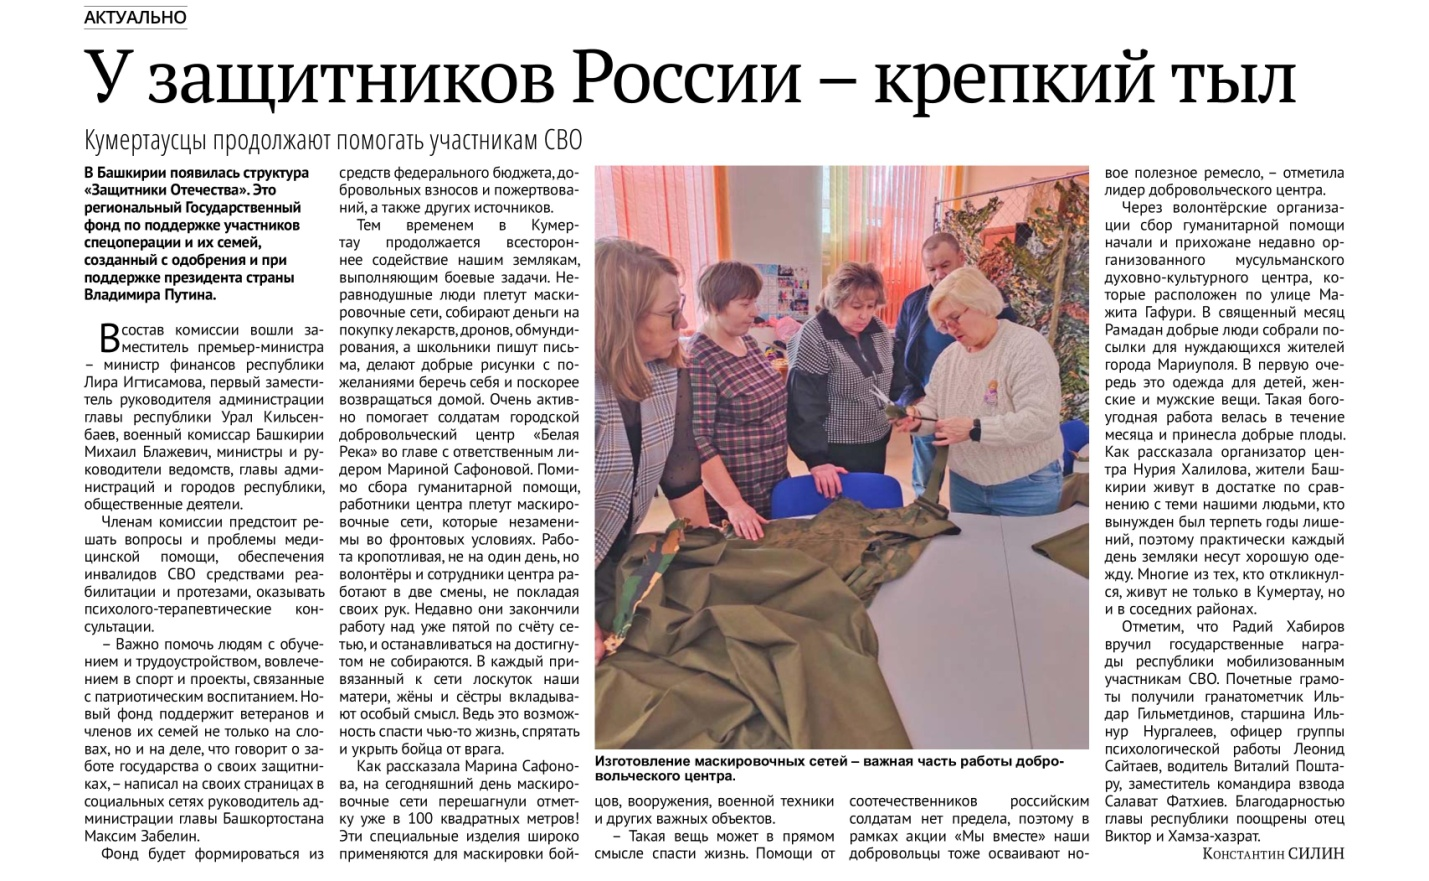 АКТУАЛЬНО
У защитников России – крепкий тыл
Кумертаусцы продолжают помогать участникам СВО
В Башкирии появилась структура
«Защитники Отечества». Это
региональный Государственный
фонд по поддержке участников
спецоперации и их семей,
созданный с одобрения и при
поддержке президента страны
Владимира Путина.
В состав комиссии вошли за-
меститель премьер-министра
– министр финансов республики
Лира Игтисамова, первый замести-
тель руководителя администрации
главы республики Урал Кильсен-
баев, военный комиссар Башкирии
Михаил Блажевич, министры и ру-
ководители ведомств, главы адми-
нистраций и городов республики,
общественные деятели.
Членам комиссии предстоит ре-
шать вопросы и проблемы меди-
цинской помощи, обеспечения
инвалидов СВО средствами реа-
билитации и протезами, оказывать
психолого-терапевтические кон-
сультации.
– Важно помочь людям с обуче-
нием и трудоустройством, вовлече-
нием в спорт и проекты, связанные
с патриотическим воспитанием. Но-
вый фонд поддержит ветеранов и
членов их семей не только на сло-
вах, но и на деле, что говорит о за-
боте государства о своих защитни-
ках, – написал на своих страницах в
социальных сетях руководитель ад-
министрации главы Башкортостана
Максим Забелин.
Фонд будет формироваться из
средств федерального бюджета, до-
бровольных взносов и пожертвова-
ний, а также других источников.
Тем временем в Кумер-
тау продолжается всесторон-
нее содействие нашим землякам,
выполняющим боевые задачи. Не-
равнодушные люди плетут маски-
ровочные сети, собирают деньги на
покупку лекарств, дронов, обмунди-
рования, а школьники пишут пись-
ма, делают добрые рисунки с по-
желаниями беречь себя и поскорее
возвращаться домой. Очень актив-
но помогает солдатам городской
добровольческий центр «Белая
Река» во главе с ответственным ли-
дером Мариной Сафоновой. Поми-
мо сбора гуманитарной помощи,
работники центра плетут маскиро-
вочные сети, которые незамени-
мы во фронтовых условиях. Рабо-
та кропотливая, не на один день, но
волонтёры и сотрудники центра ра-
ботают в две смены, не покладая
своих рук. Недавно они закончили
работу над уже пятой по счёту се-
тью, и останавливаться на достигну-
том не собираются. В каждый при-
вязанный к сети лоскуток наши
матери, жёны и сёстры вкладыва-
ют особый смысл. Ведь это возмож-
ность спасти чью-то жизнь, спрятать
и укрыть бойца от врага.
Как рассказала Марина Сафоно-
ва, на сегодняшний день маскиро-
вочные сети перешагнули отмет-
ку уже в 100 квадратных метров!
Эти специальные изделия широко
применяются для маскировки бой-
Изготовление маскировочных сетей – важная часть работы добро-
вольческого центра.
цов, вооружения, военной техники
и других важных объектов.
– Такая вещь может в прямом
смысле спасти жизнь. Помощи от
соотечественников российским
солдатам нет предела, поэтому в
рамках акции «Мы вместе» наши
добровольцы тоже осваивают но-
вое полезное ремесло, – отметила
лидер добровольческого центра.
Через волонтёрские организа-
ции сбор гуманитарной помощи
начали и прихожане недавно ор-
ганизованного мусульманского
духовно-культурного центра, ко-
торые расположен по улице Ма-
жита Гафури. В священный месяц
Рамадан добрые люди собрали по-
сылки для нуждающихся жителей
города Мариуполя. В первую оче-
редь это одежда для детей, жен-
ские и мужские вещи. Такая бого-
угодная работа велась в течение
месяца и принесла добрые плоды.
Как рассказала организатор цен-
тра Нурия Халилова, жители Баш-
кирии живут в достатке по срав-
нению с теми нашими людьми, кто
вынужден был терпеть годы лише-
ний, поэтому практически каждый
день земляки несут хорошую оде-
жду. Многие из тех, кто откликнул-
ся, живут не только в Кумертау, но
и в соседних районах.
Отметим, что Радий Хабиров
вручил государственные награ-
ды республики мобилизованным
участникам СВО. Почетные грамо-
ты получили гранатометчик Иль-
дар Гильметдинов, старшина Иль-
нур Нургалеев, офицер группы
психологической работы Леонид
Сайтаев, водитель Виталий Пошта-
ру, заместитель командира взвода
Салават Фатхиев. Благодарностью
главы республики поощрены отец
Виктор и Хамза-хазрат.
Константин СИЛИН